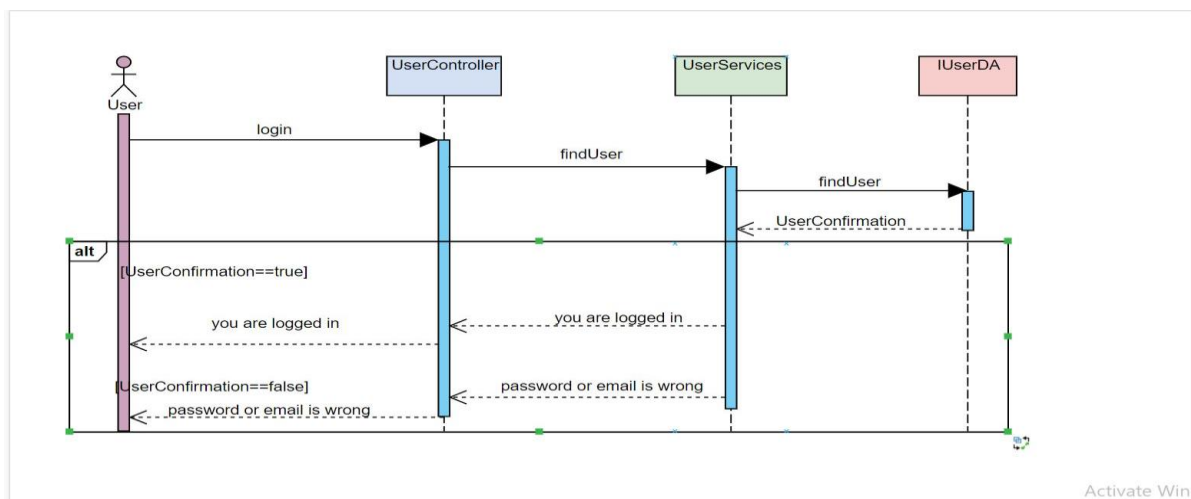 UserController
UserServices
IUserDA
User
login
findUser
findUser
UserConfirmation
alt
[UserConfirmation==true]
you are logged in
you are logged in
[UserConfirmation==false]
password or email is wrong
password or email is wrong
Activate Win